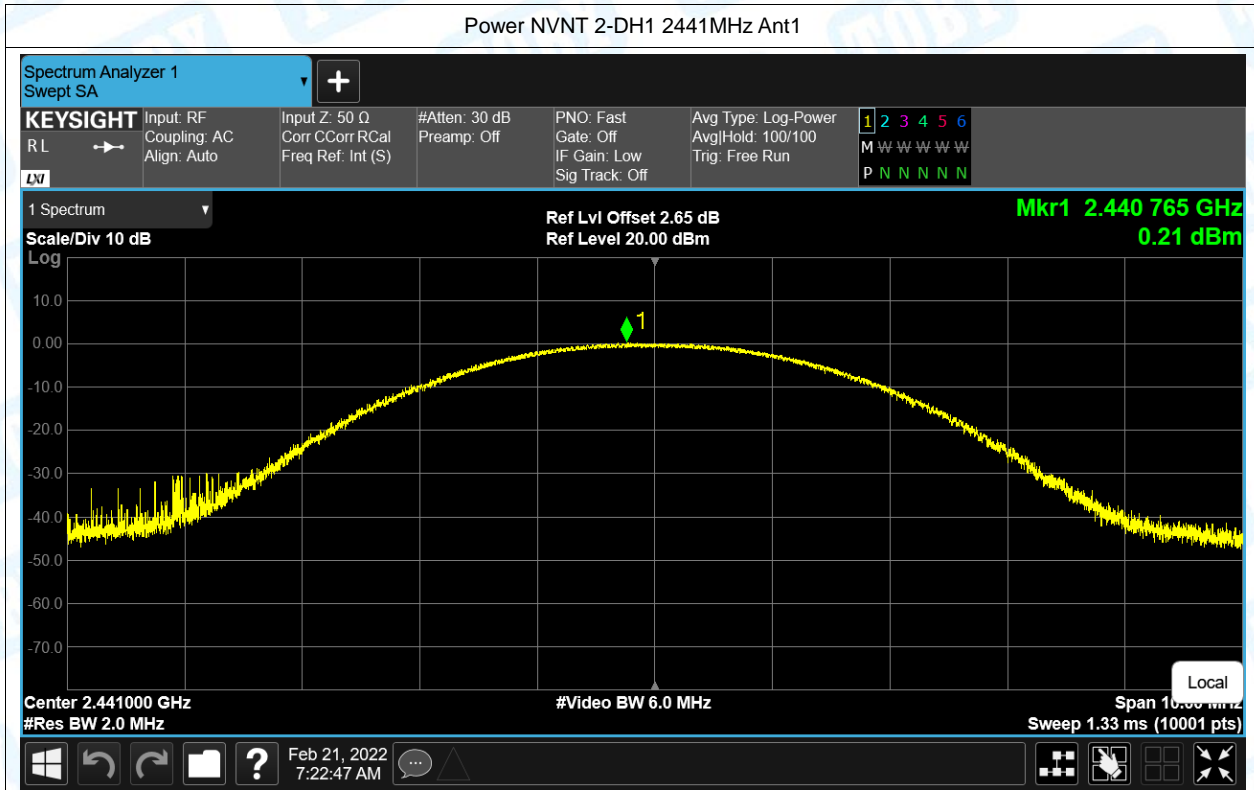 Power NVNT 2-DH1 2441MHz Ant1
Spectrum Analyzer 1
Swept SA
KEYSIGHT
R L
LXI
Input: RF
Coupling: AC
Align: Auto
Input Z: 50 Ω
Corr CCorr RCal
Freq Ref: Int (S)
#Atten: 30 dB
Preamp: Off
PNO: Fast
Gate: Off
IF Gain: Low
Sig Track: Off
Avg Type: Log-Power
Avg|Hold: 100/100
Trig: Free Run
1 2 3 4 5 6
M W W W W W
P N N N N N
1 Spectrum
Scale/Div 10 dB
Log
Ref Lvl Offset 2.65 dB
Ref Level 20.00 dBm
Mkr1 2.440 765 GHz
0.21 dBm
10.0
0.00
-10.0
-20.0
-30.0
-40.0
-50.0
-60.0
-70.0
1
Local
Center 2.441000 GHz
#Res BW 2.0 MHz
#Video BW 6.0 MHz
Span 10.00 MHz
Sweep 1.33 ms (10001 pts)
?
Feb 21, 2022
7:22:47 AM